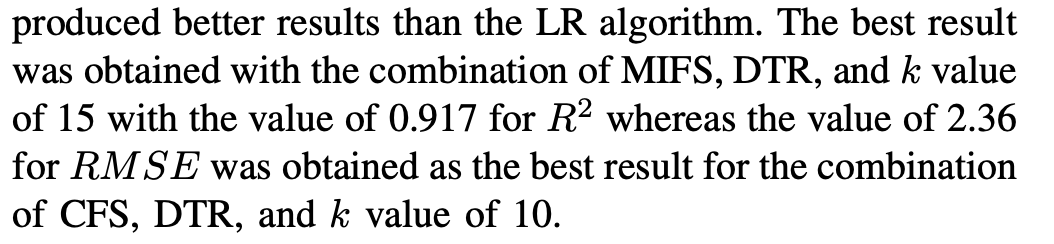 produced better results than the LR algorithm. The best result
was obtained with the combination of MIFS, DTR, and k value
of 15 with the value of 0.917 for R² whereas the value of 2.36
for RMSE was obtained as the best result for the combination
of CFS, DTR, and k value of 10.